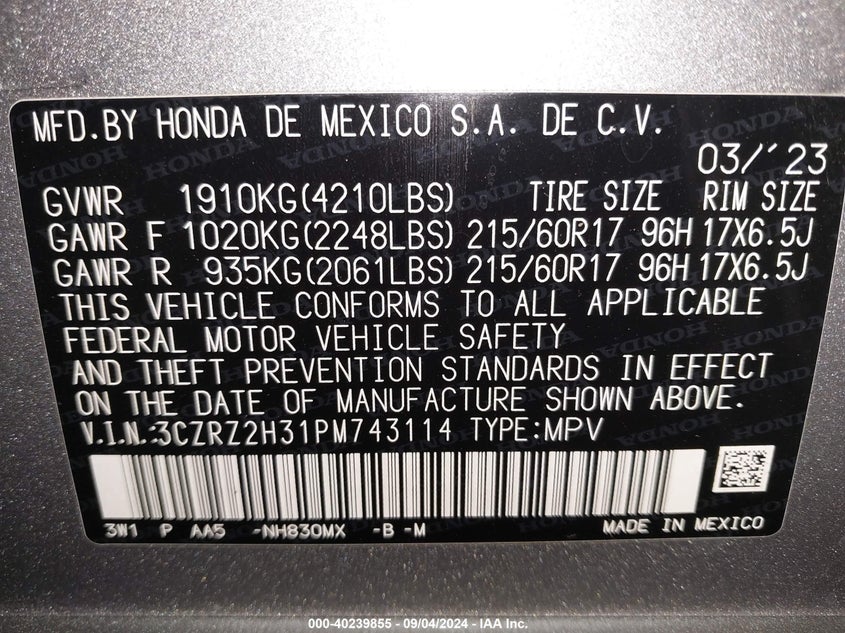 MFD.BY HONDA DE MEXICO S.A. DE C.V.
03/´23
GVWR 1910KG(4210LBS) TIRE SIZE RIM SIZE
GAWR F 1020KG(2248LBS) 215/60R17 96H 17X6.5J
GAWR R 935KG(2061LBS) 215/60R17 96H 17X6.5J
THIS VEHICLE CONFORMS TO ALL APPLICABLE
FEDERAL MOTOR VEHICLE SAFETY
AND THEFT PREVENTION STANDARDS IN EFFECT
ON THE DATE OF MANUFACTURE SHOWN ABOVE.
V.I.N.:3CZRZ2H31PM743114 TYPE:MPV
3W1 P AA5 -NH830MX -B -M MADE IN MEXICO
000-40239855 - 09/04/2024 - IAA Inc.